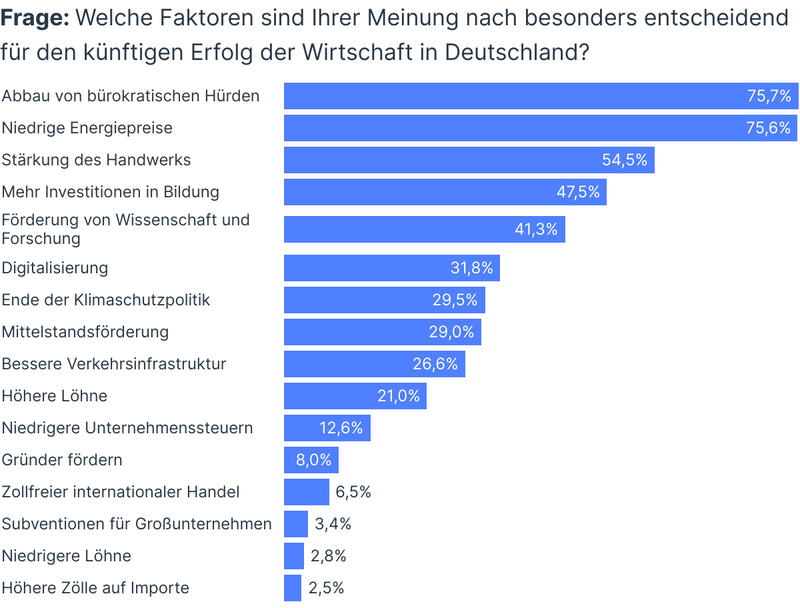 Frage: Welche Faktoren sind Ihrer Meinung nach besonders entscheidend
für den künftigen Erfolg der Wirtschaft in Deutschland?
Abbau von bürokratischen Hürden 75,7%
Niedrige Energiepreise 75,6%
Stärkung des Handwerks 54,5%
Mehr Investitionen in Bildung 47,5%
Förderung von Wissenschaft und
Forschung 41,3%
Digitalisierung 31,8%
Ende der Klimaschutzpolitik 29,5%
Mittelstandsförderung 29,0%
Bessere Verkehrsinfrastruktur 26,6%
Höhere Löhne 21,0%
Niedrigere Unternehmenssteuern 12,6%
Gründer fördern 8,0%
Zollfreier internationaler Handel 6,5%
Subventionen für Großunternehmen 3,4%
Niedrigere Löhne 2,8%
Höhere Zölle auf Importe 2,5%